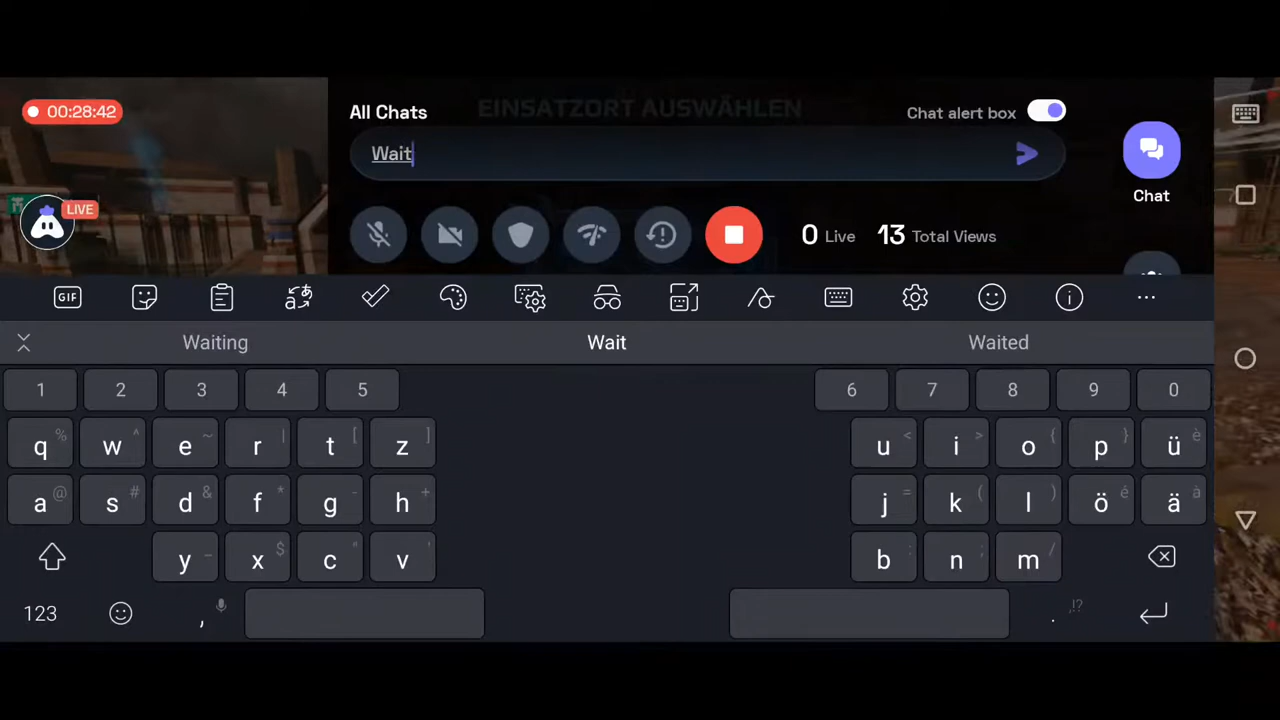 00:28:42
All Chats
EINSATZORT AUSWÄHLEN
Chat alert box
Wait
LIVE
Chat
0 Live 13 Total Views
GIF
Waiting Wait Waited
1 2 3 4 5 6 7 8 9 0
q % w ^ e ~ r | t [ z ] u < i > o { p } ü è
a @ s # d & f * g - h + j = k ( l ) ö é ä à
y _ x $ c " v ' b : n ; m /
123 , . ,!?